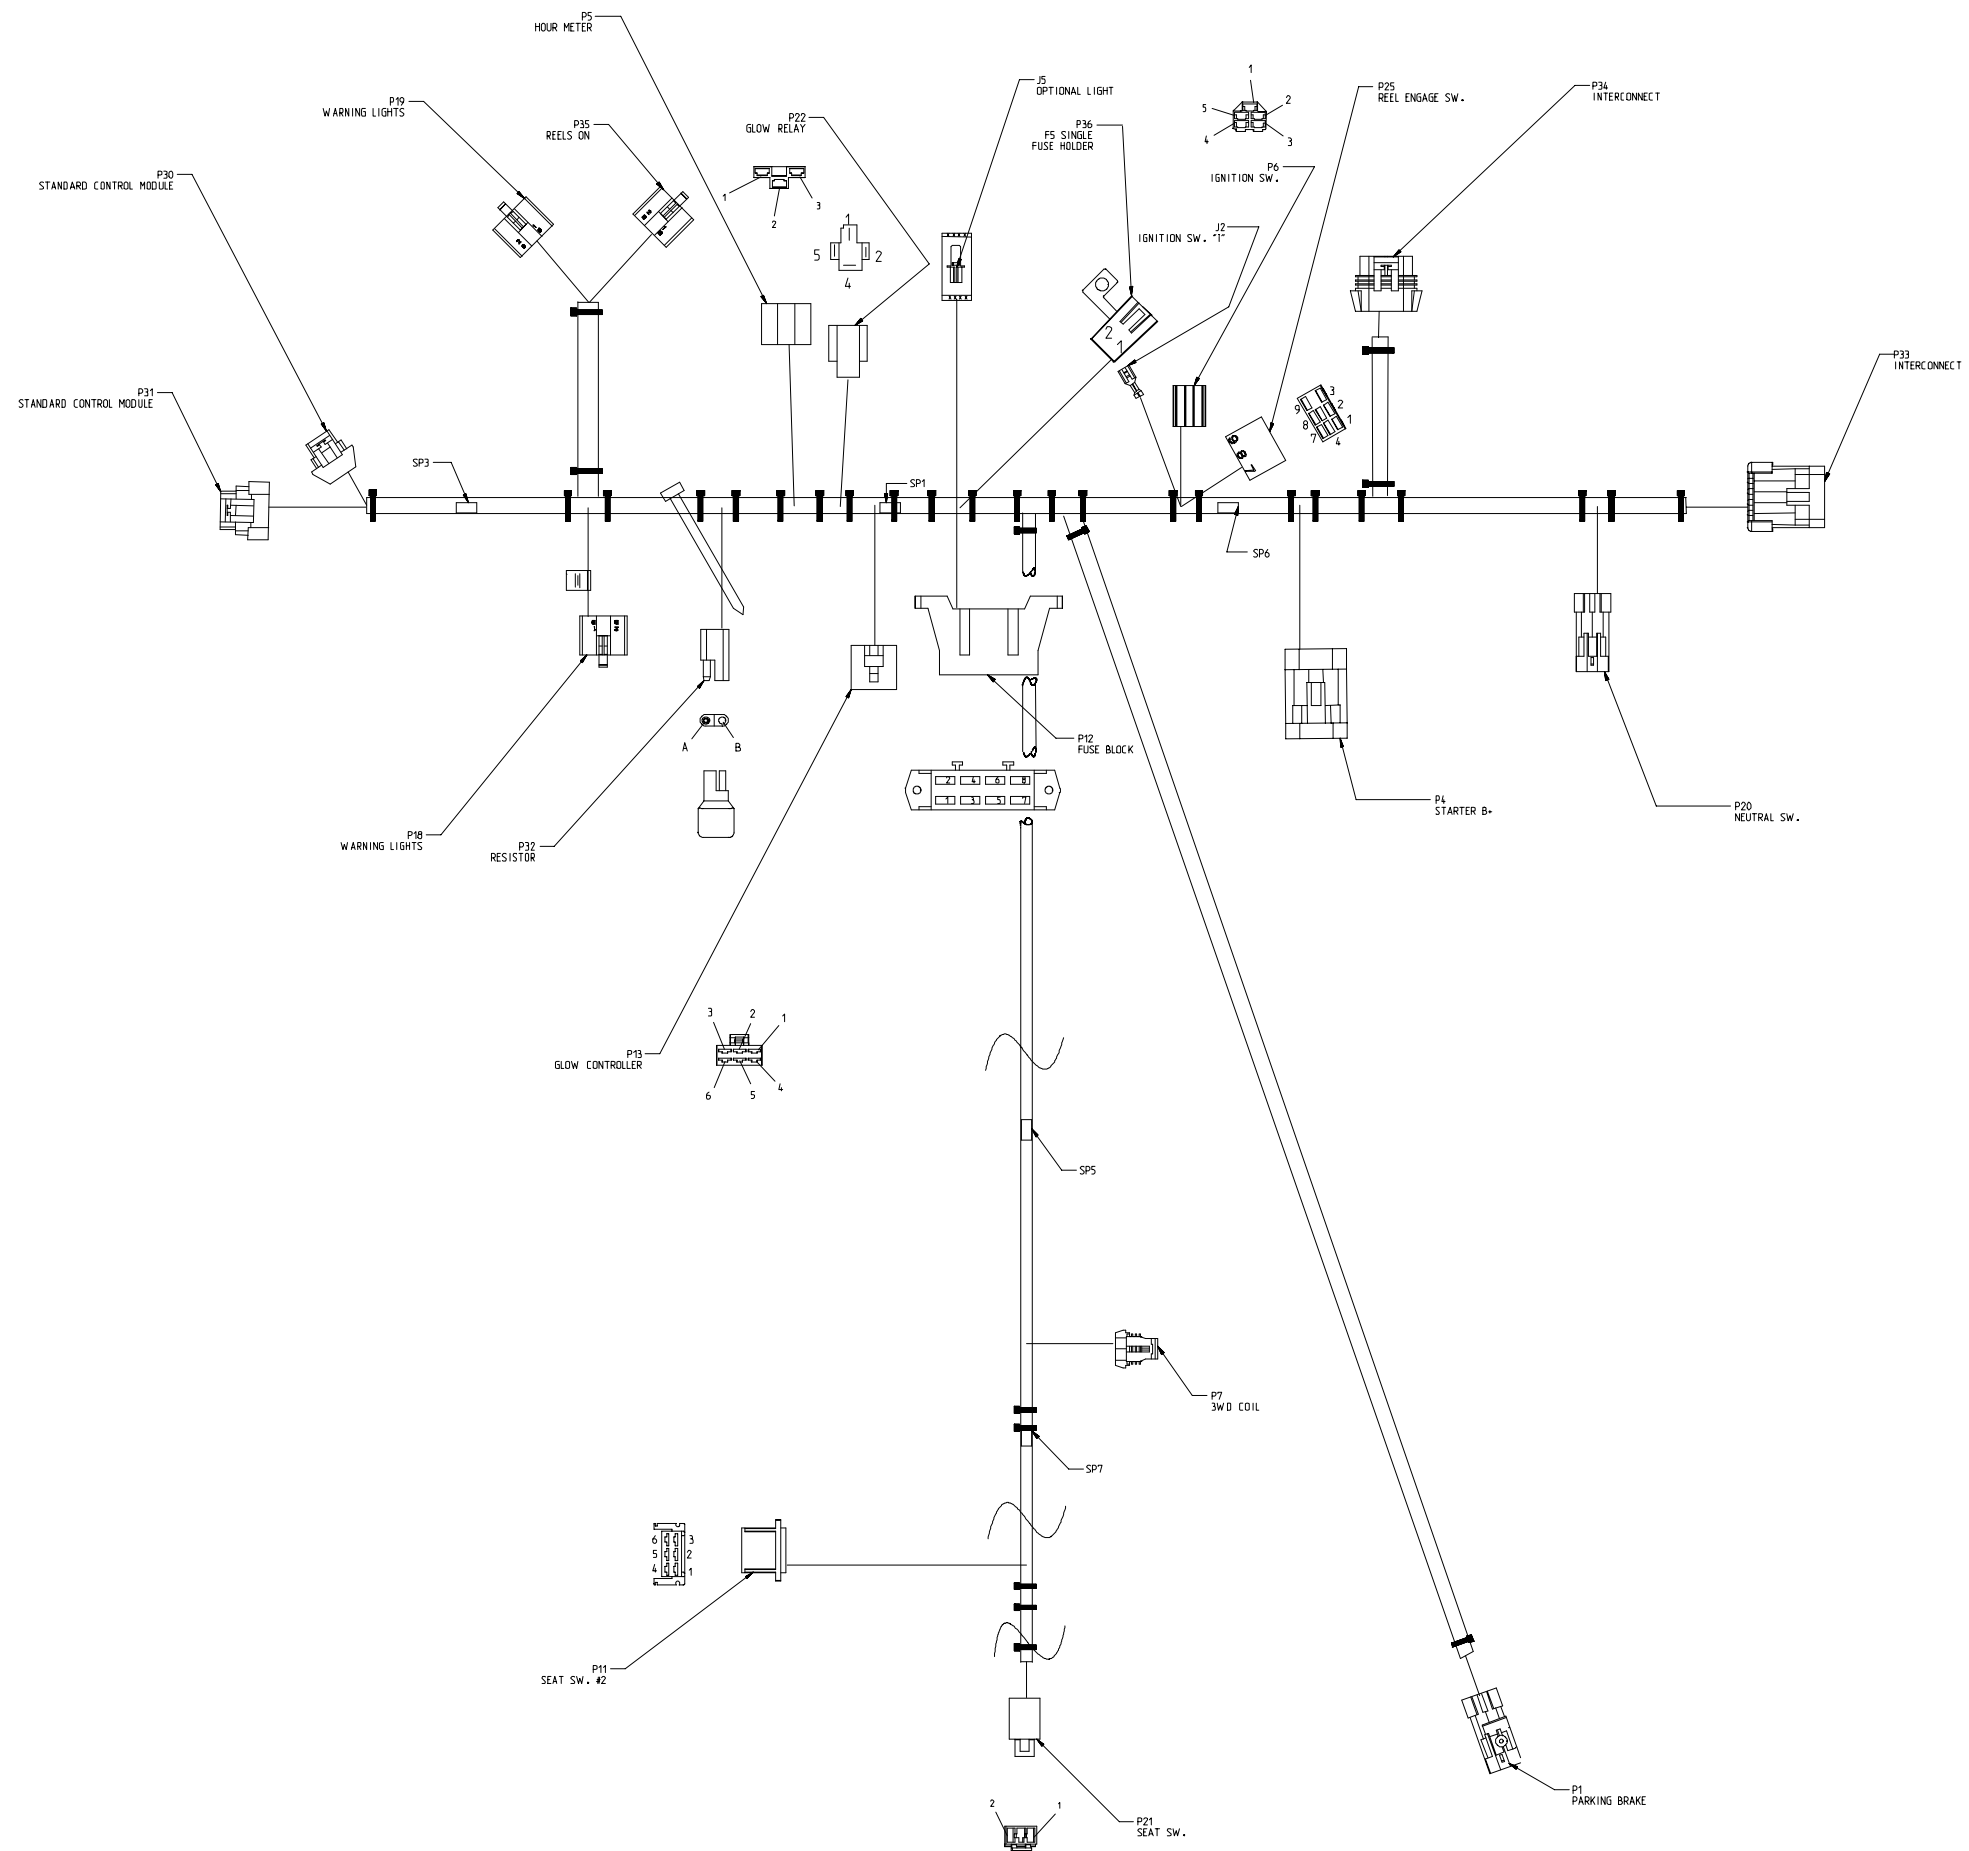 P5
HOUR METER
P19
WARNING LIGHTS
P35
REELS ON
P22
GLOW RELAY
J5
OPTIONAL LIGHT
P36
F5 SINGLE
FUSE HOLDER
1
2
3
4
5
P25
REEL ENGAGE SW.
P34
INTERCONNECT
P30
STANDARD CONTROL MODULE
1
2
3
P6
IGNITION SW.
J2
IGNITION SW. "I"
1
5
2
4
2
1
P33
INTERCONNECT
P31
STANDARD CONTROL MODULE
SP3
SP1
9
8
7
3
9
2
8
1
7
4
SP6
A
B
P12
FUSE BLOCK
2
4
6
8
1
3
5
7
P4
STARTER B+
P20
NEUTRAL SW.
P18
WARNING LIGHTS
P32
RESISTOR
3
2
1
P13
GLOW CONTROLLER
6
5
4
SP5
P7
3WD COIL
SP7
6
3
5
2
4
1
P11
SEAT SW. #2
P1
PARKING BRAKE
2
1
P21
SEAT SW.